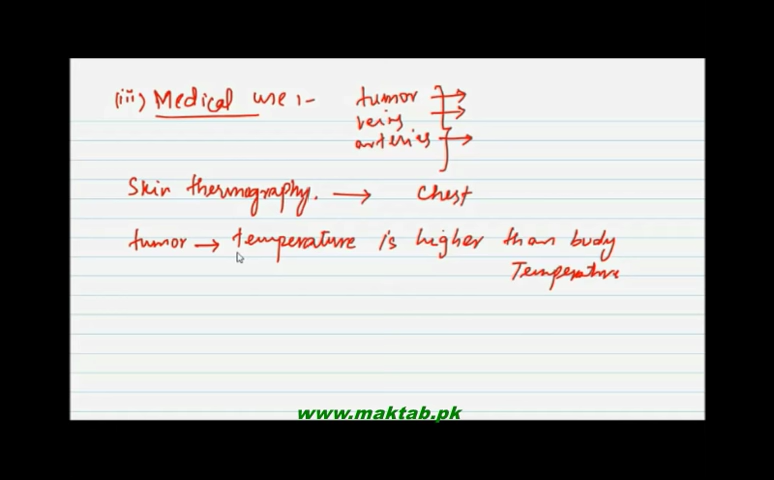 (iii) Medical use :- tumor →
veins →
arteries →
Skin thermography. → Chest
tumor → temperature is higher than body
Temperature
www.maktab.pk